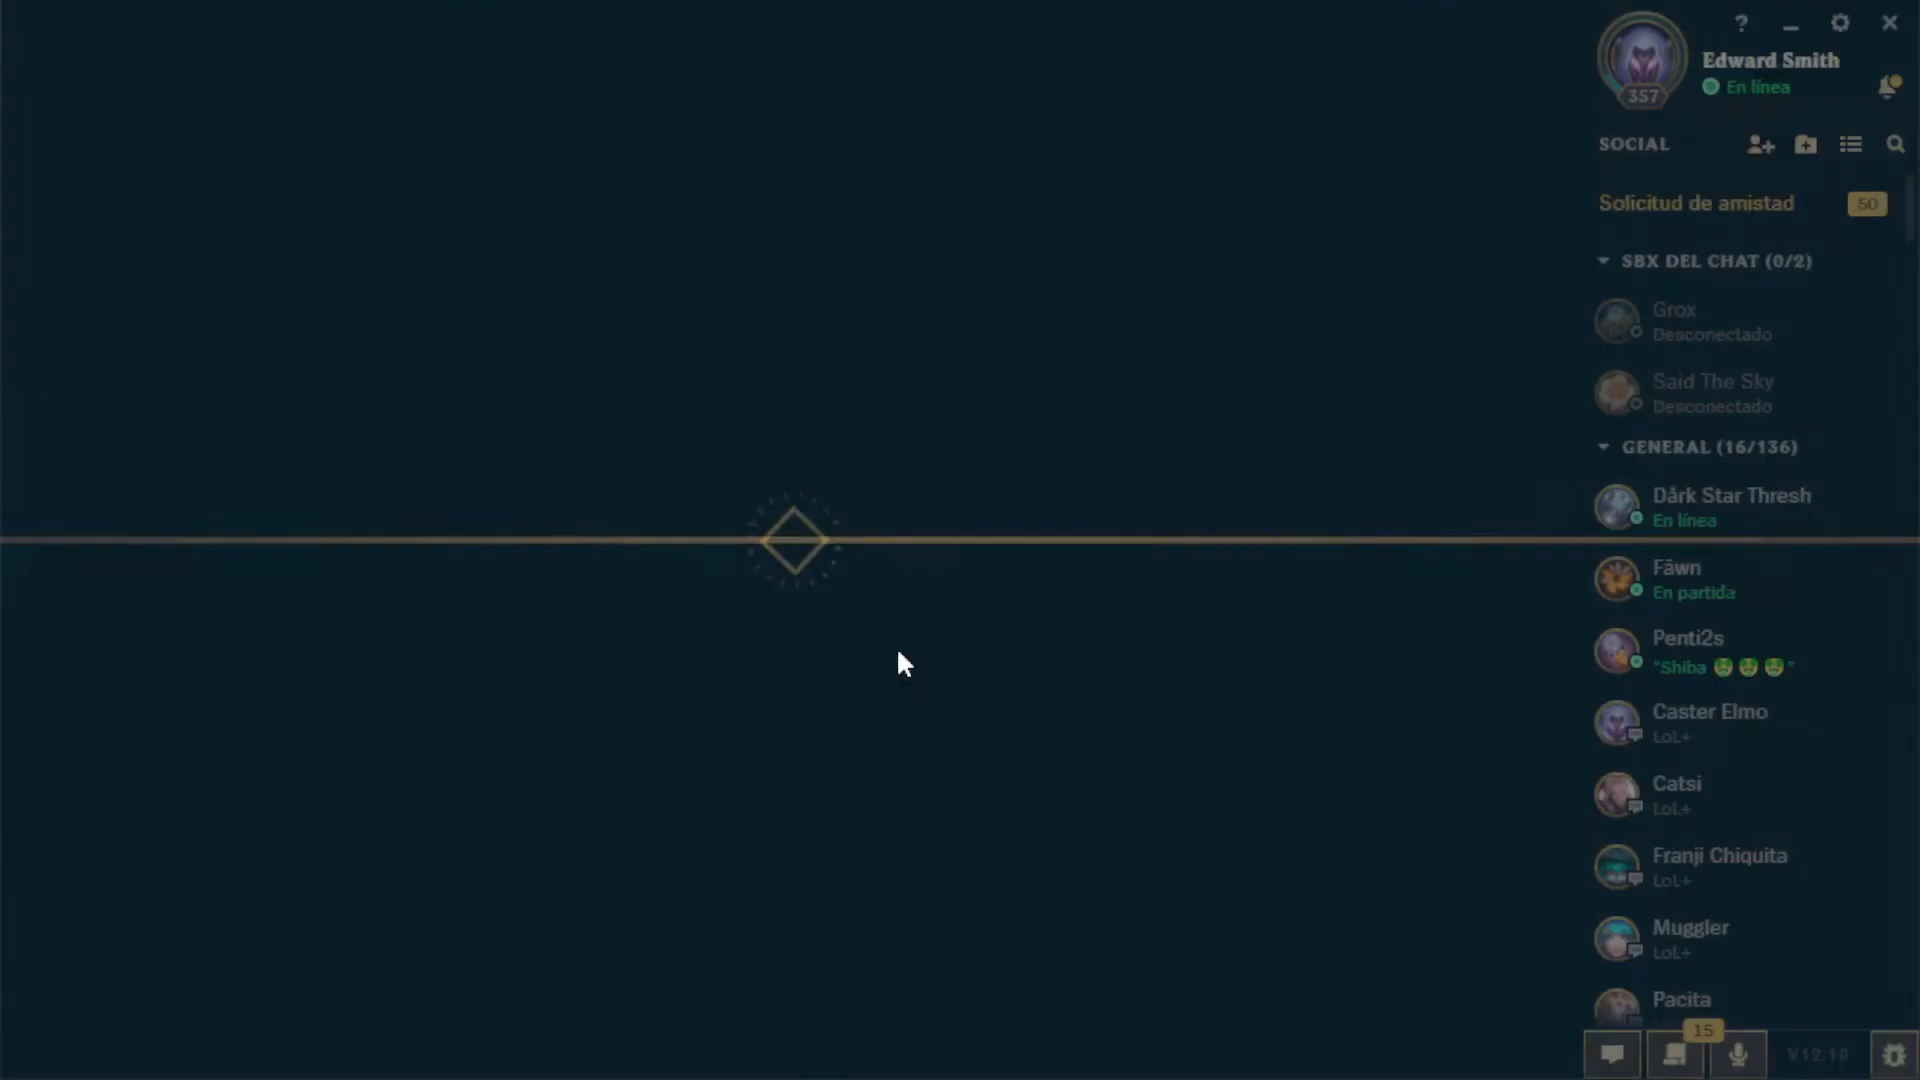 ?
Edward Smith
357
En línea
SOCIAL
Solicitud de amistad
50
SBX DEL CHAT (0/2)
Grox
Desconectado
Said The Sky
Desconectado
GENERAL (16/136)
Dårk Star Thresh
En línea
Fäwn
En partida
Penti2s
"Shiba 🤑🤑🤑"
Caster Elmo
LoL+
Catsi
LoL+
Franji Chiquita
LoL+
Muggler
LoL+
Pacita
15
V12.10